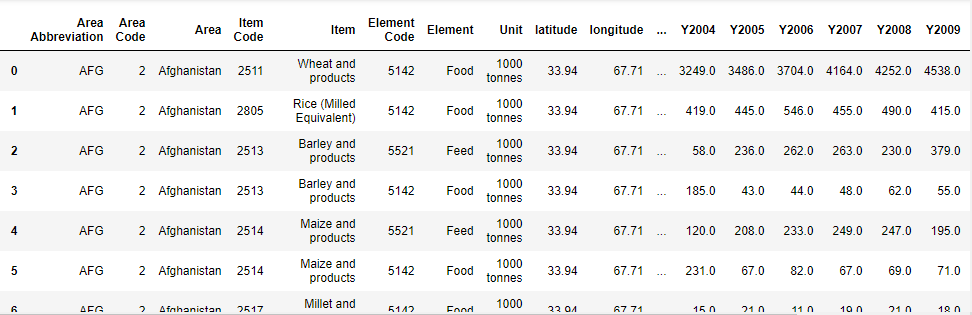 Area Abbreviation Area Code Area Item Code Item Element Code Element Unit latitude longitude ... Y2004 Y2005 Y2006 Y2007 Y2008 Y2009
0 AFG 2 Afghanistan 2511 Wheat and products 5142 Food 1000 tonnes 33.94 67.71 ... 3249.0 3486.0 3704.0 4164.0 4252.0 4538.0
1 AFG 2 Afghanistan 2805 Rice (Milled Equivalent) 5142 Food 1000 tonnes 33.94 67.71 ... 419.0 445.0 546.0 455.0 490.0 415.0
2 AFG 2 Afghanistan 2513 Barley and products 5521 Feed 1000 tonnes 33.94 67.71 ... 58.0 236.0 262.0 263.0 230.0 379.0
3 AFG 2 Afghanistan 2513 Barley and products 5142 Food 1000 tonnes 33.94 67.71 ... 185.0 43.0 44.0 48.0 62.0 55.0
4 AFG 2 Afghanistan 2514 Maize and products 5521 Feed 1000 tonnes 33.94 67.71 ... 120.0 208.0 233.0 249.0 247.0 195.0
5 AFG 2 Afghanistan 2514 Maize and products 5142 Food 1000 tonnes 33.94 67.71 ... 231.0 67.0 82.0 67.0 69.0 71.0
6 AFG 2 Afghanistan 2517 Millet and 5142 Food 1000 33.94 67.71 ... 15.0 21.0 11.0 19.0 21.0 18.0